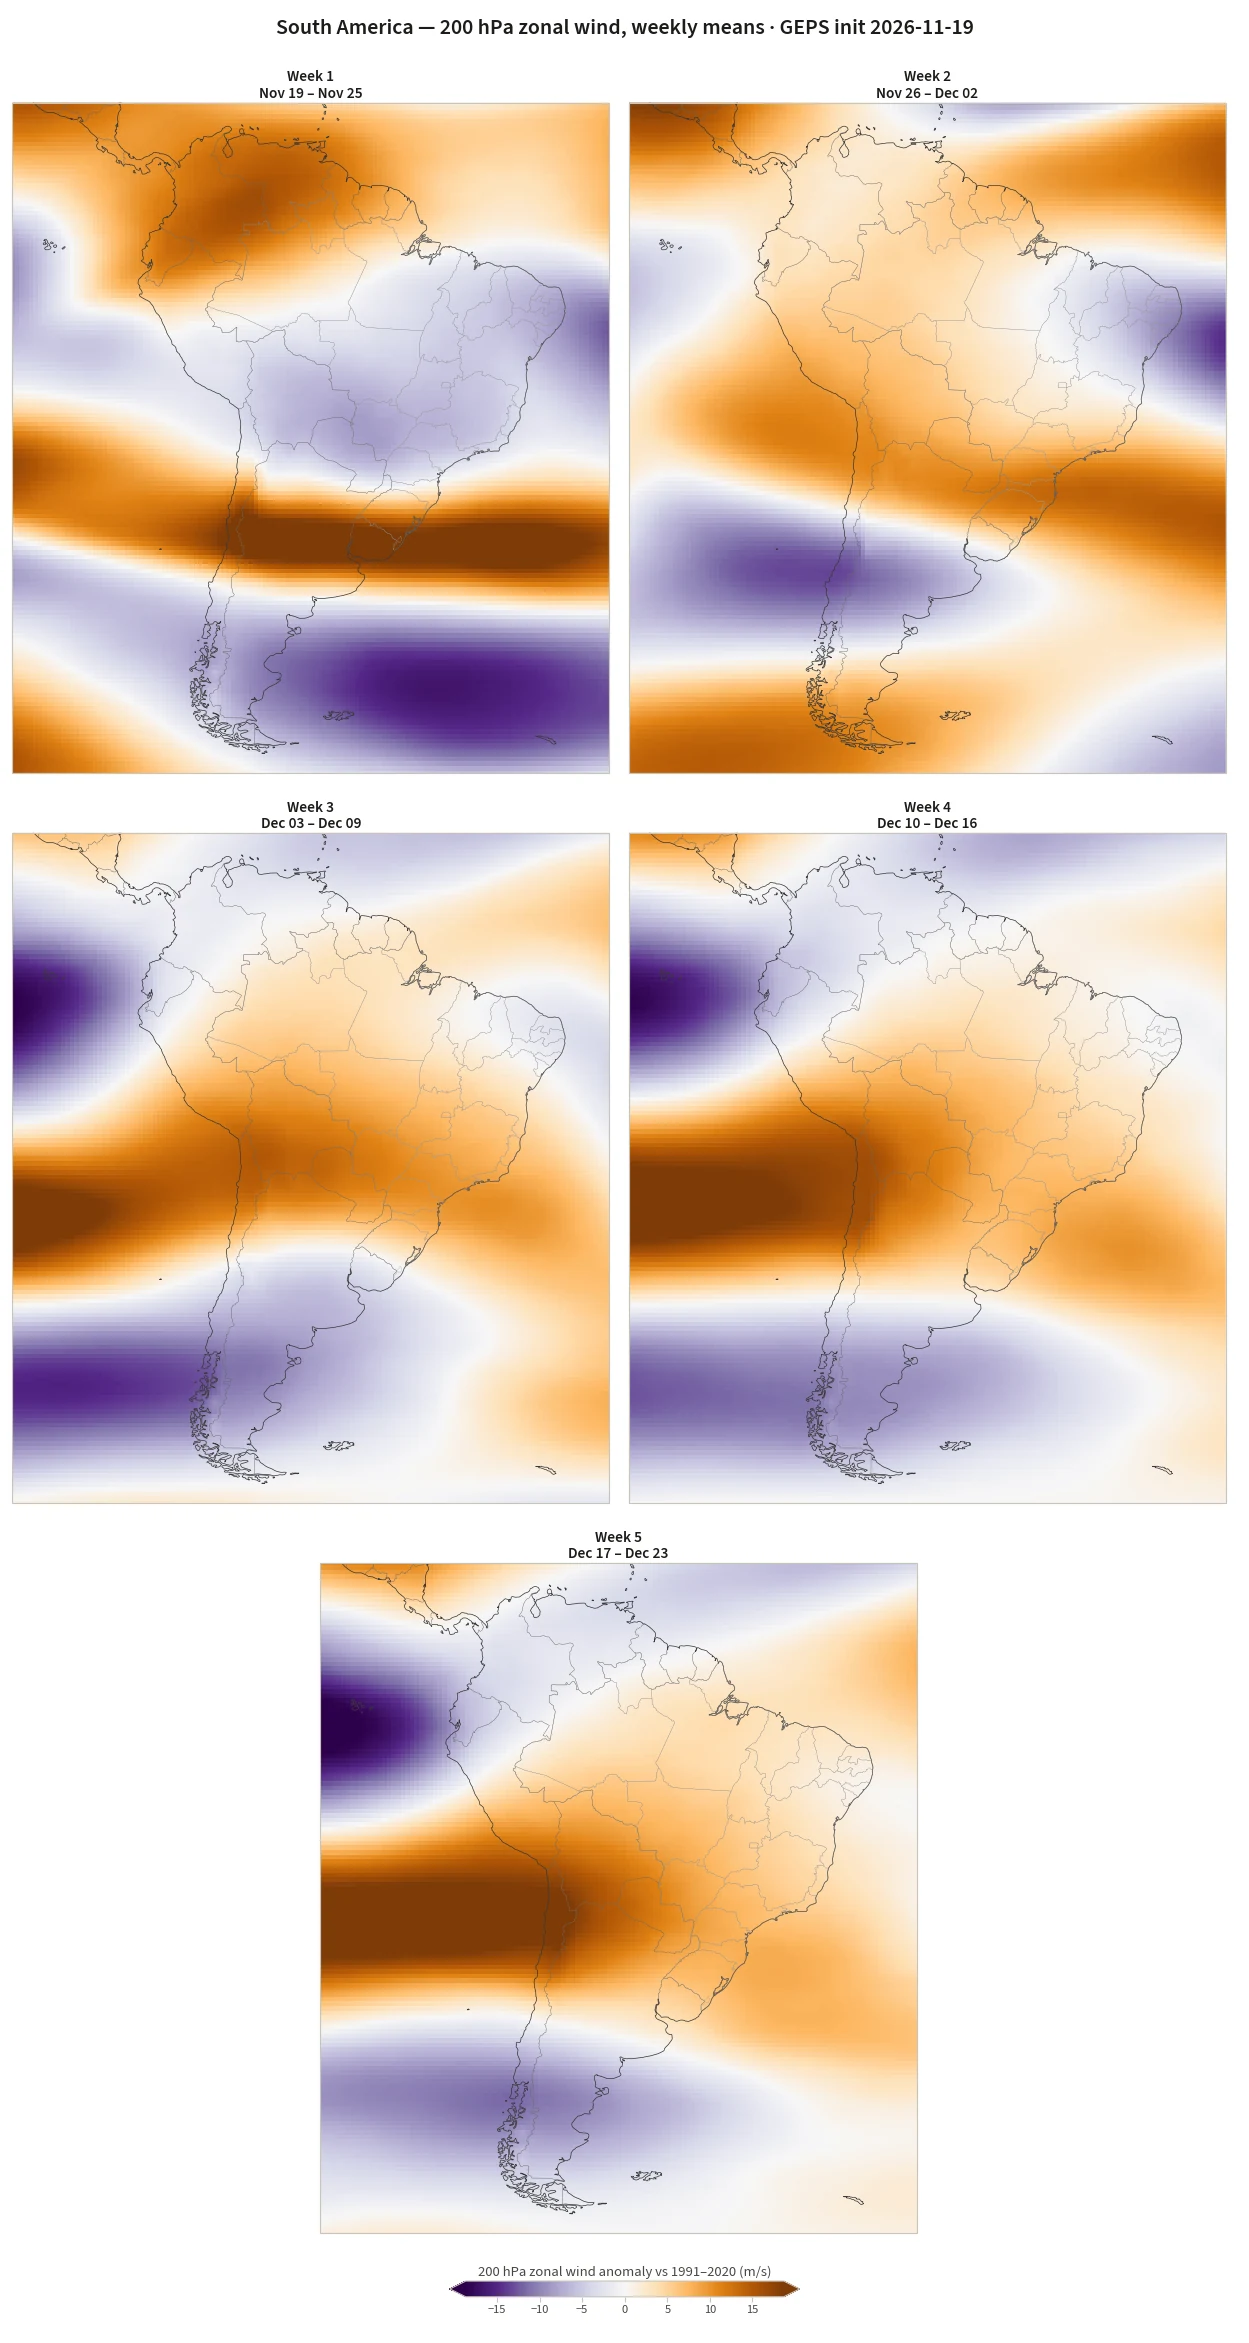 South America — 200 hPa zonal wind, weekly means · GEPS init 2026-11-19
Week 1
Nov 19 – Nov 25
Week 2
Nov 26 – Dec 02
Week 3
Dec 03 – Dec 09
Week 4
Dec 10 – Dec 16
Week 5
Dec 17 – Dec 23
200 hPa zonal wind anomaly vs 1991–2020 (m/s)
−15 −10 −5 0 5 10 15